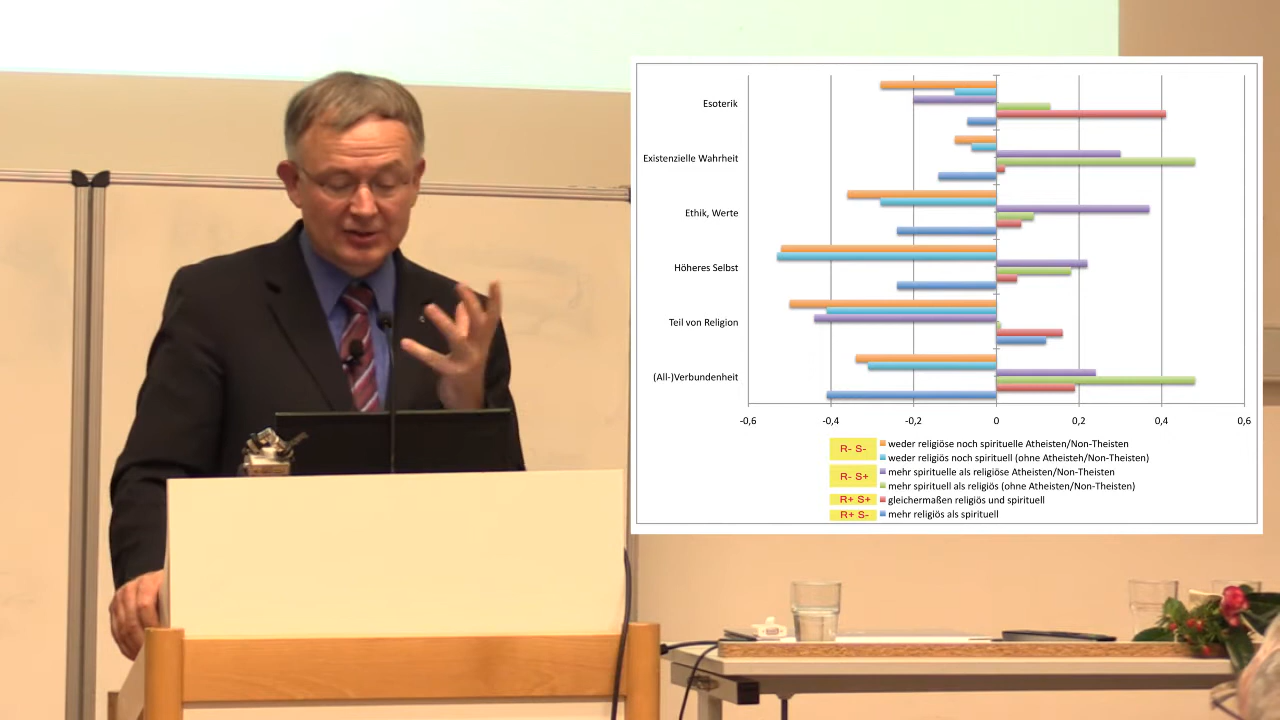 Esoterik
Existenzielle Wahrheit
Ethik, Werte
Höheres Selbst
Teil von Religion
(All-)Verbundenheit
-0,6 -0,4 -0,2 0 0,2 0,4 0,6
R- S- weder religiöse noch spirituelle Atheisten/Non-Theisten
weder religiös noch spirituell (ohne Atheisteh/Non-Theisten)
R- S+ mehr spirituelle als religiöse Atheisten/Non-Theisten
mehr spirituell als religiös (ohne Atheisten/Non-Theisten)
R+ S+ gleichermaßen religiös und spirituell
R+ S- mehr religiös als spirituell